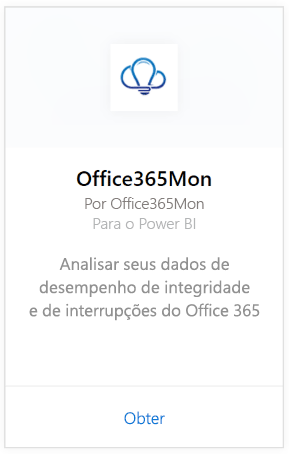 Office365Mon
Por Office365Mon
Para o Power BI
Analisar seus dados de
desempenho de integridade
e de interrupções do Office 365
Obter